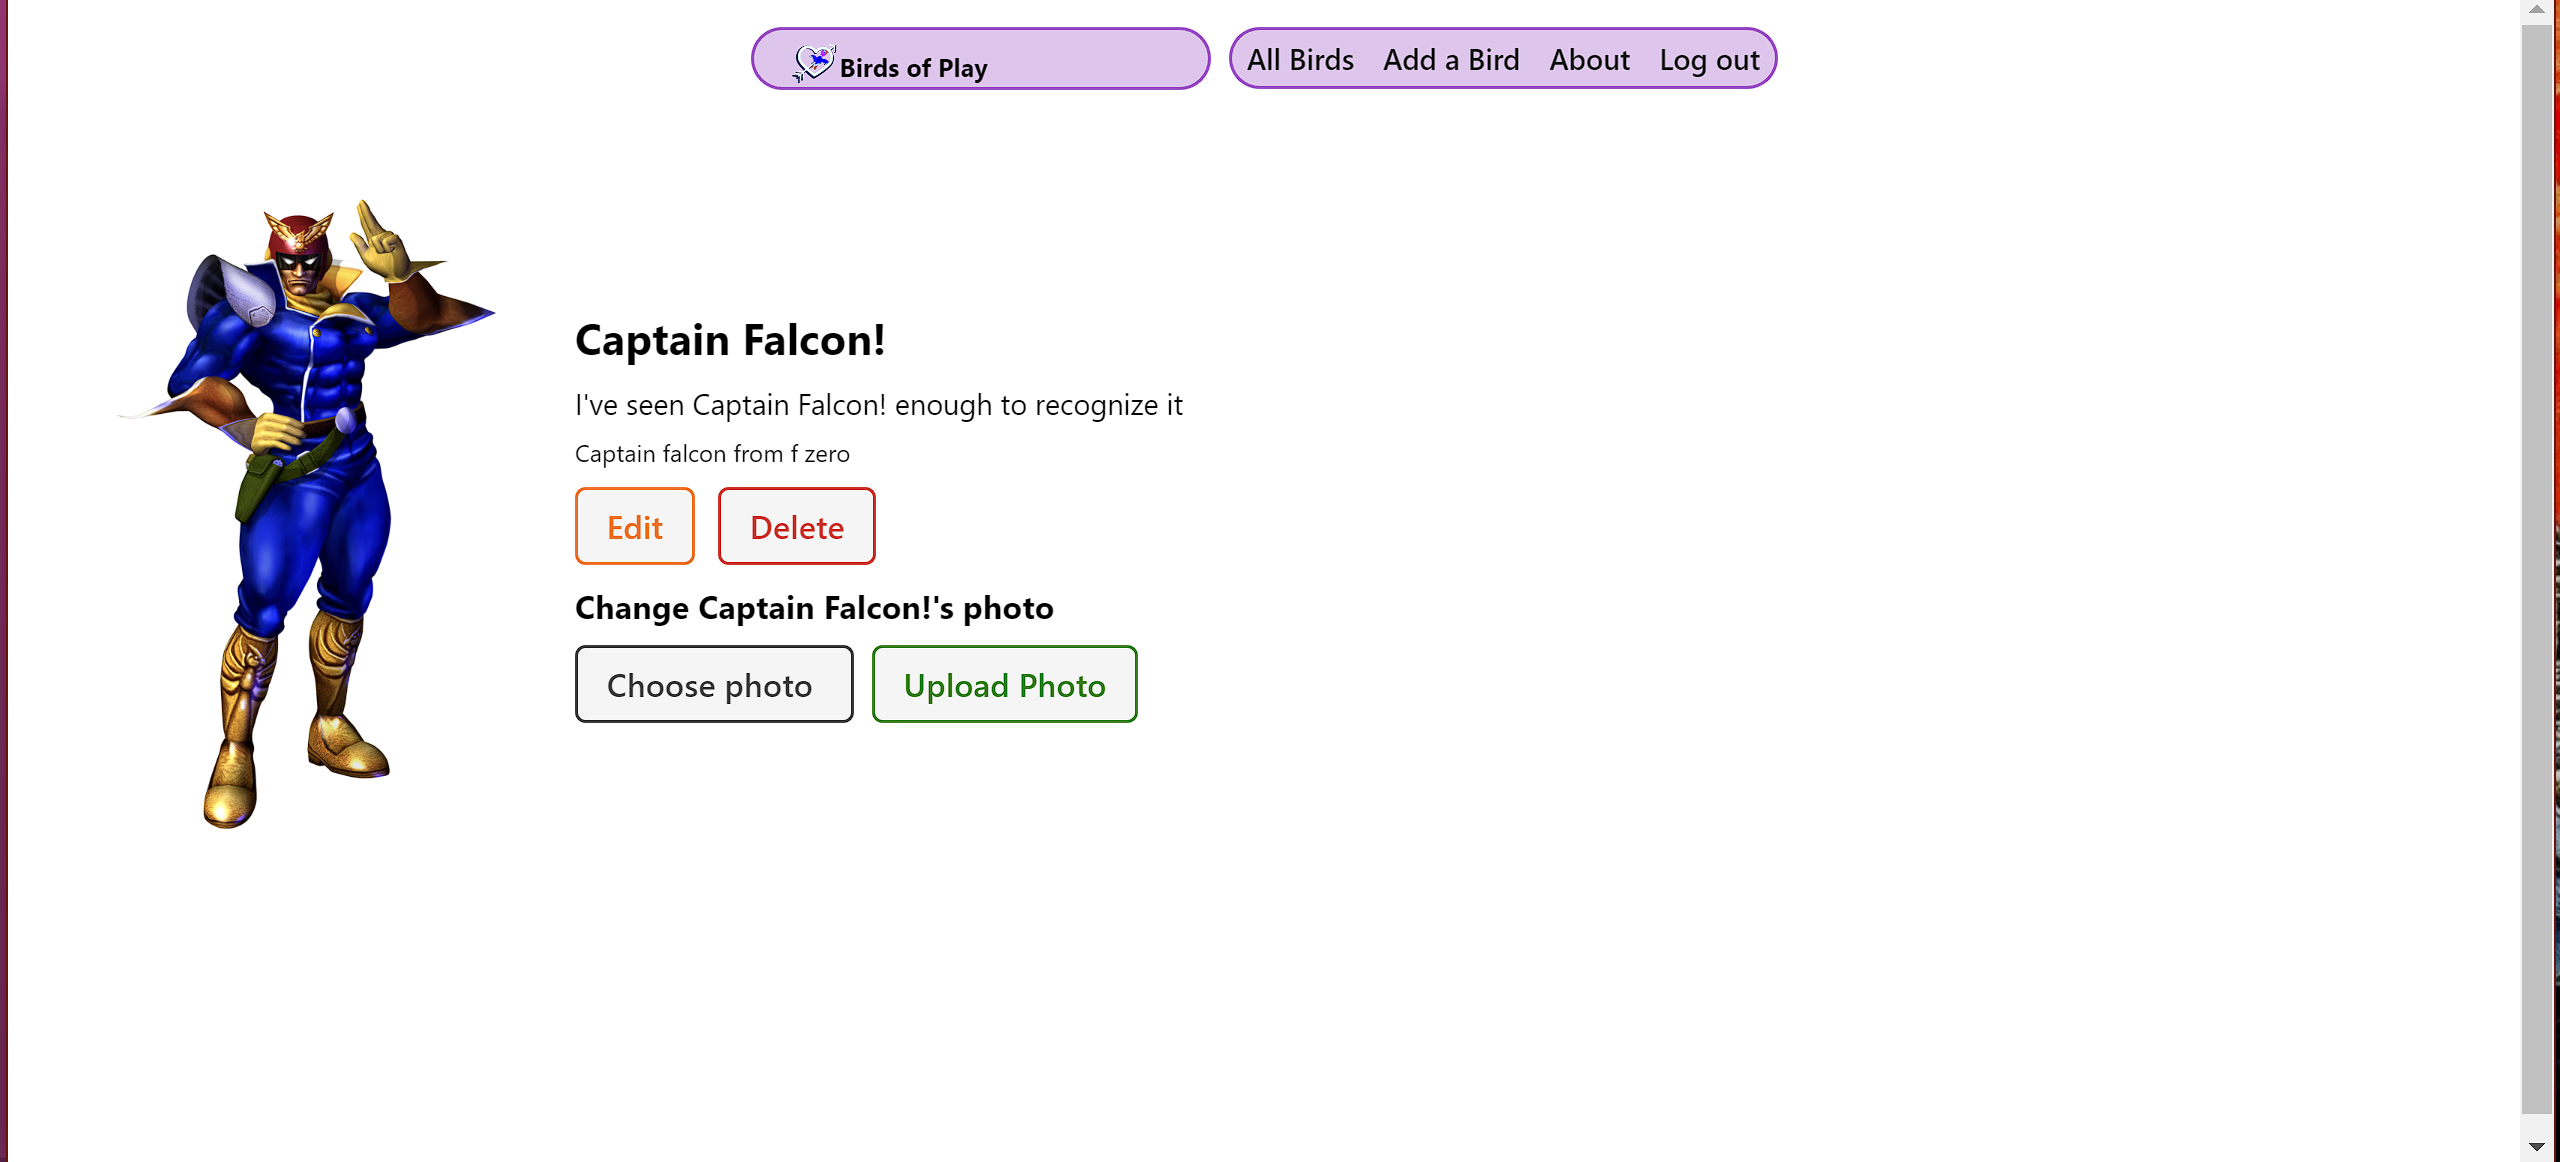 Birds of Play
All Birds Add a Bird About Log out
Captain Falcon!
I've seen Captain Falcon! enough to recognize it
Captain falcon from f zero
Edit Delete
Change Captain Falcon!'s photo
Choose photo Upload Photo